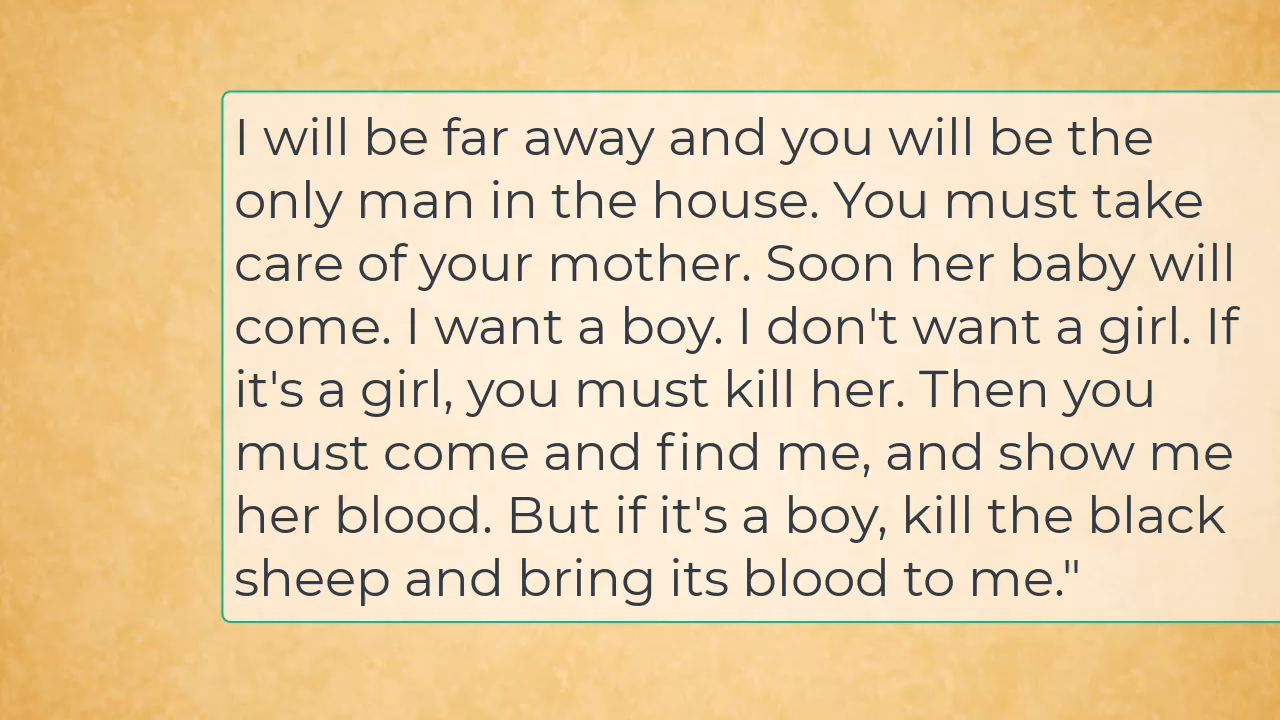 I will be far away and you will be the
only man in the house. You must take
care of your mother. Soon her baby will
come. I want a boy. I don't want a girl. If
it's a girl, you must kill her. Then you
must come and find me, and show me
her blood. But if it's a boy, kill the black
sheep and bring its blood to me."